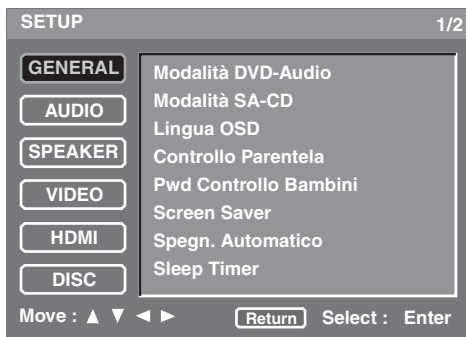 SETUP 1/2
GENERAL
AUDIO
SPEAKER
VIDEO
HDMI
DISC
Modalità DVD-Audio
Modalità SA-CD
Lingua OSD
Controllo Parentela
Pwd Controllo Bambini
Screen Saver
Spegn. Automatico
Sleep Timer
Move : ▲ ▼ ◄ ► Return Select : Enter